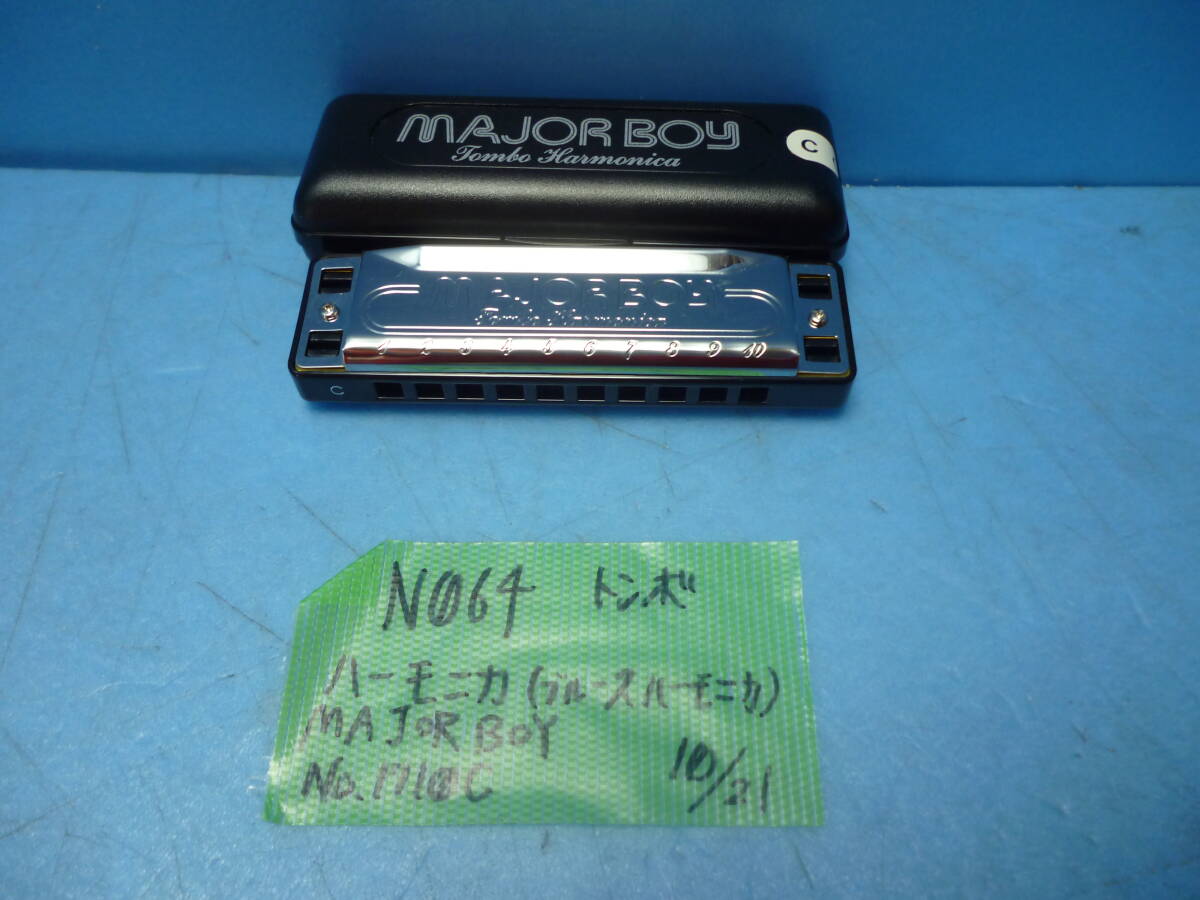 MAJOR BOY
Tombo Harmonica
C
MAJOR BOY
Tombo Harmonica
1 2 3 4 5 6 7 8 9 10
C
N064 トンボ
ハーモニカ(ブルースハーモニカ)
MAJOR BOY
No.1710C 10/21